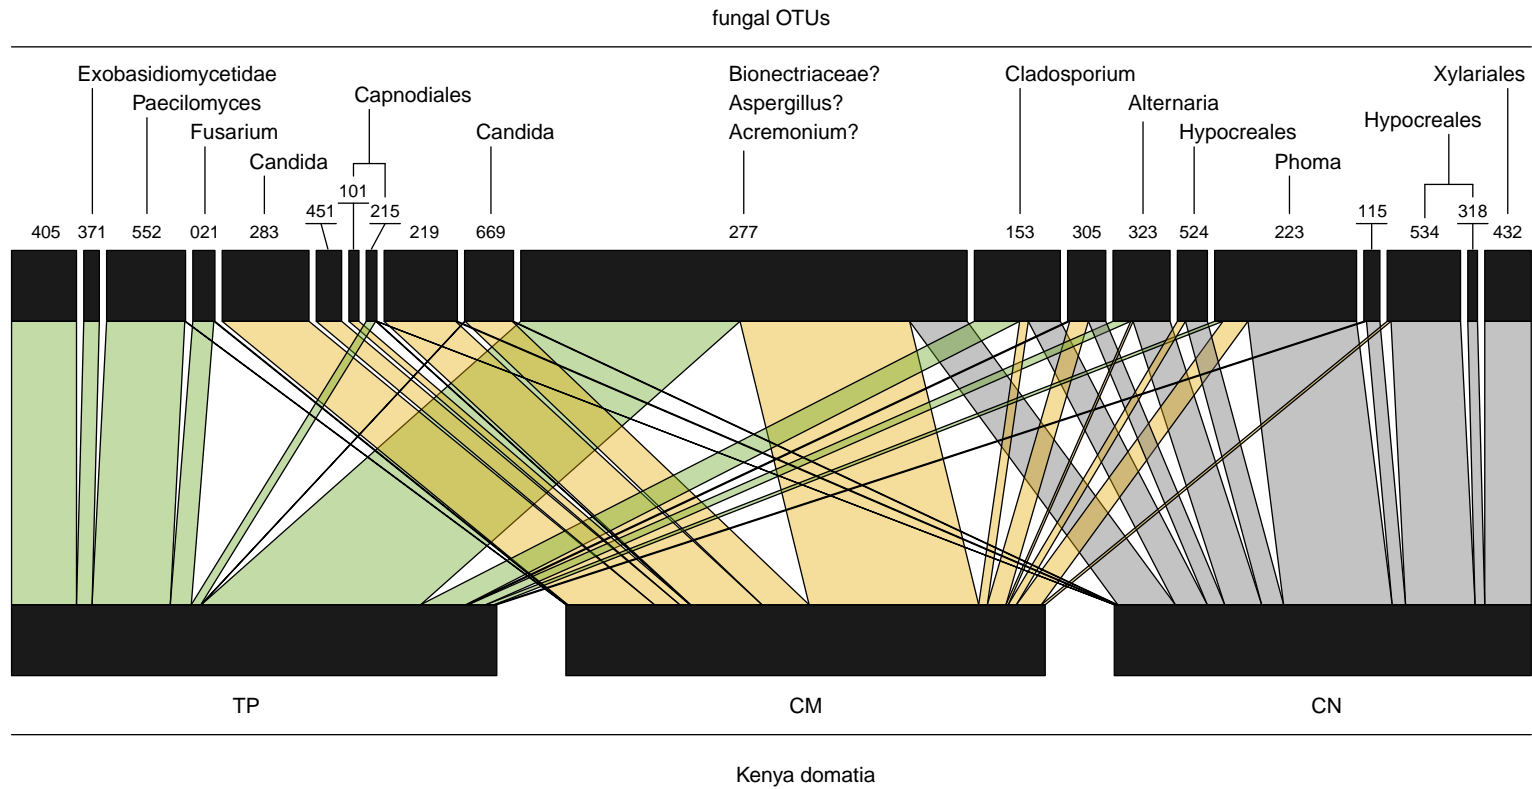 fungal OTUs
Exobasidiomycetidae
Bionectriaceae?
Cladosporium
Xylariales
Paecilomyces
Capnodiales
Aspergillus?
Alternaria
Fusarium
Candida
Acremonium?
Hypocreales
Hypocreales
Candida
Phoma
101
451
215
115
318
405 371 552 021 283 219 669 277 153 305 323 524 223 534 432
TP CM CN
Kenya domatia